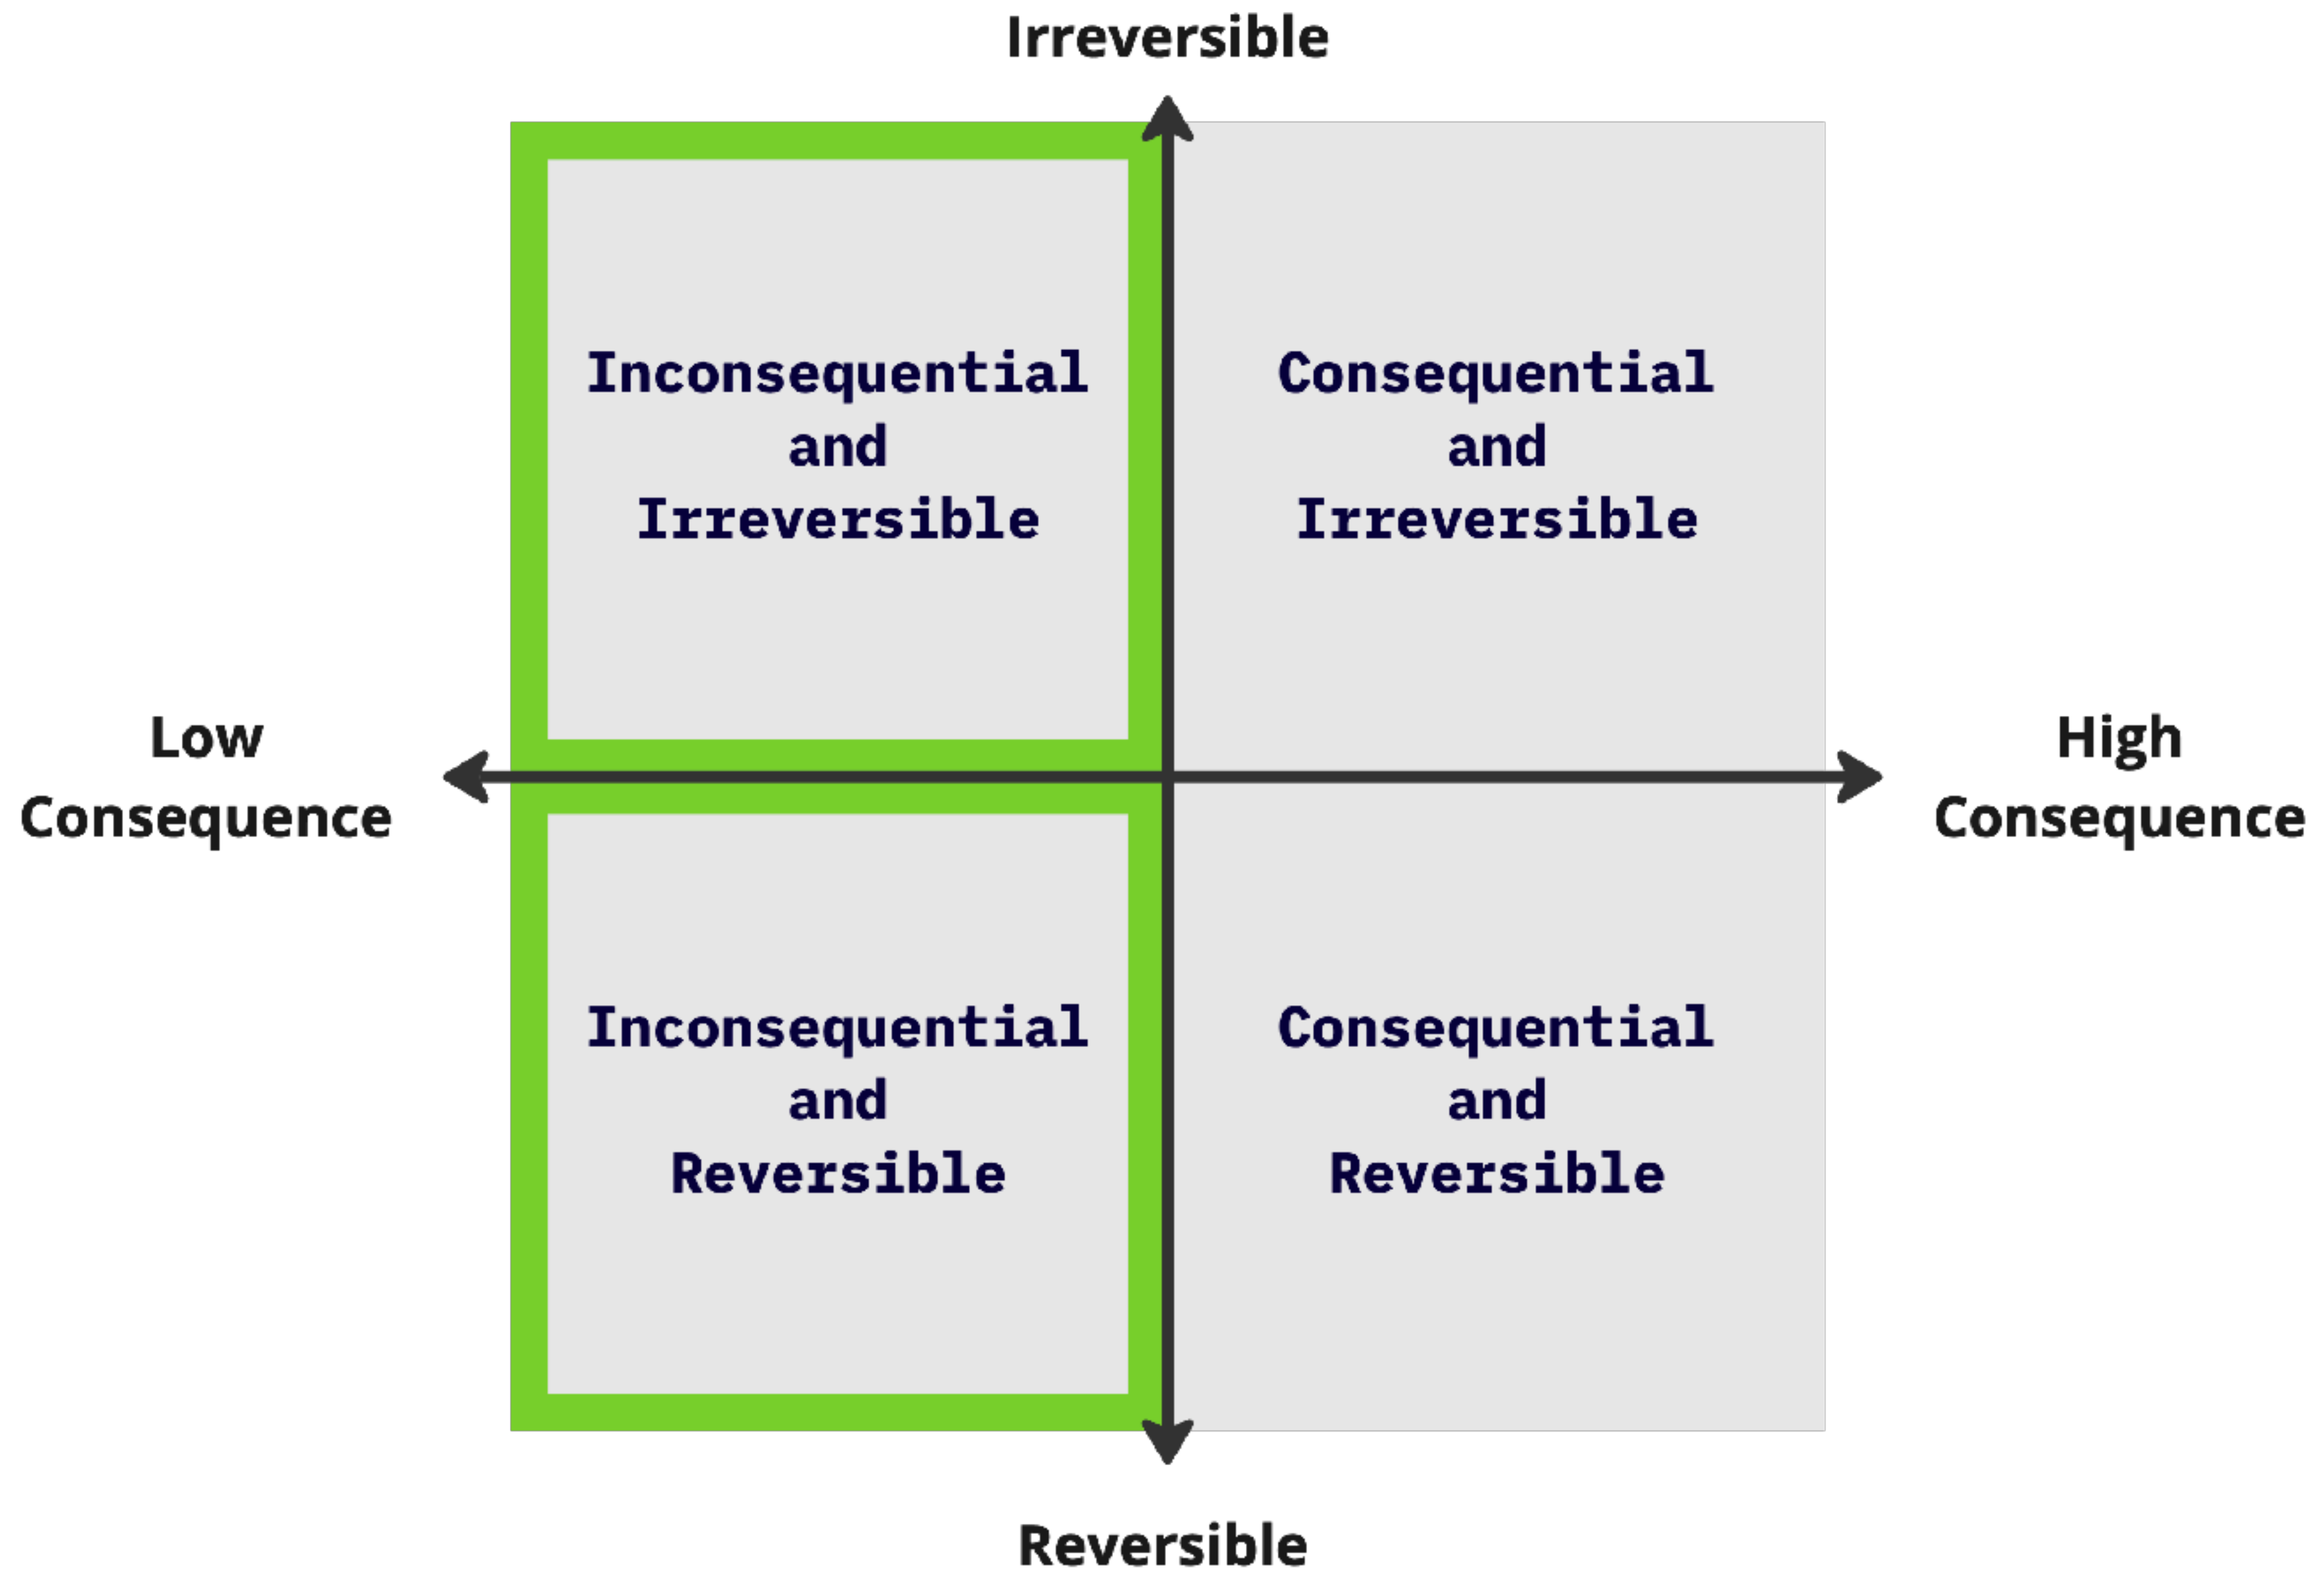 Irreversible
Inconsequential
and
Irreversible
Consequential
and
Irreversible
Low
Consequence
High
Consequence
Inconsequential
and
Reversible
Consequential
and
Reversible
Reversible